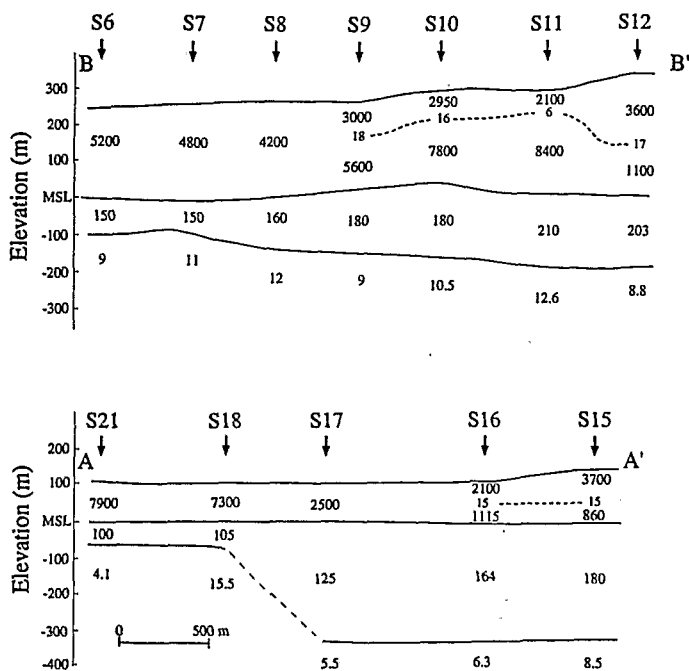 S6 S7 S8 S9 S10 S11 S12
B B'
300
200
100
MSL
-100
-200
-300
Elevation (m)
2950 2100
3000 16 6 3600
5200 4800 4200 18 17
5600 7800 8400 1100
150 150 160 180 180 210 203
9 11 12 9 10.5 12.6 8.8
S21 S18 S17 S16 S15
A A'
200
100
MSL
-100
-200
-300
-400
Elevation (m)
2100 3700
7900 7300 2500 15 15
1115 860
100 105
4.1 15.5 125 164 180
0 500 m
5.5 6.3 8.5